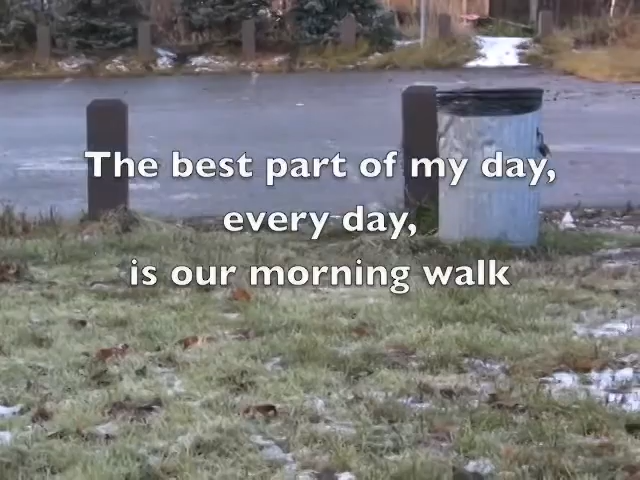 The best part of my day,
every day,
is our morning walk